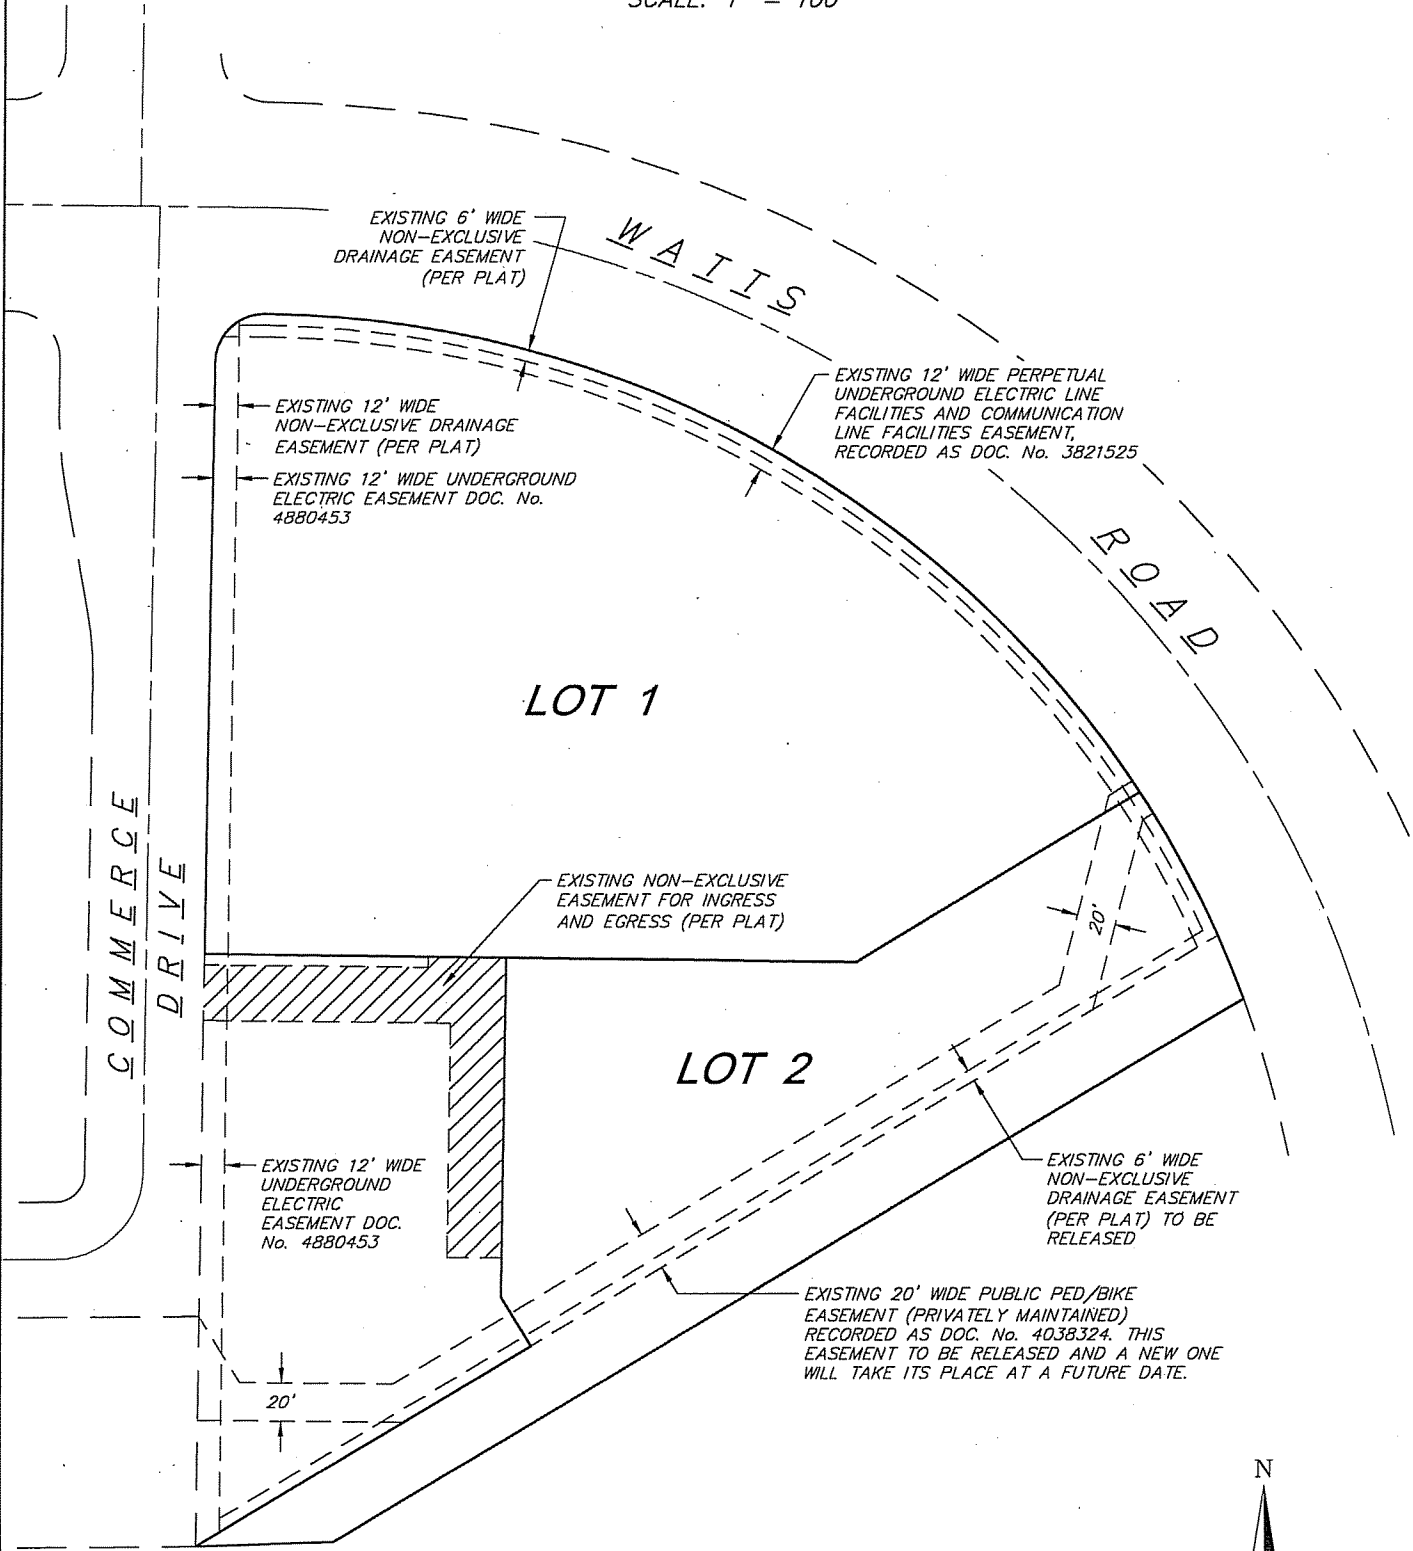 SCALE: 1" = 100'
EXISTING 6' WIDE
NON-EXCLUSIVE
DRAINAGE EASEMENT
(PER PLAT)
WATTS
ROAD
EXISTING 12' WIDE PERPETUAL
UNDERGROUND ELECTRIC LINE
FACILITIES AND COMMUNICATION
LINE FACILITIES EASEMENT,
RECORDED AS DOC. No. 3821525
EXISTING 12' WIDE
NON-EXCLUSIVE DRAINAGE
EASEMENT (PER PLAT)
EXISTING 12' WIDE UNDERGROUND
ELECTRIC EASEMENT DOC. No.
4880453
LOT 1
COMMERCE
DRIVE
EXISTING NON-EXCLUSIVE
EASEMENT FOR INGRESS
AND EGRESS (PER PLAT)
20'
LOT 2
EXISTING 12' WIDE
UNDERGROUND
ELECTRIC
EASEMENT DOC.
No. 4880453
EXISTING 6' WIDE
NON-EXCLUSIVE
DRAINAGE EASEMENT
(PER PLAT) TO BE
RELEASED
EXISTING 20' WIDE PUBLIC PED/BIKE
EASEMENT (PRIVATELY MAINTAINED)
RECORDED AS DOC. No. 4038324. THIS
EASEMENT TO BE RELEASED AND A NEW ONE
WILL TAKE ITS PLACE AT A FUTURE DATE.
20'
N